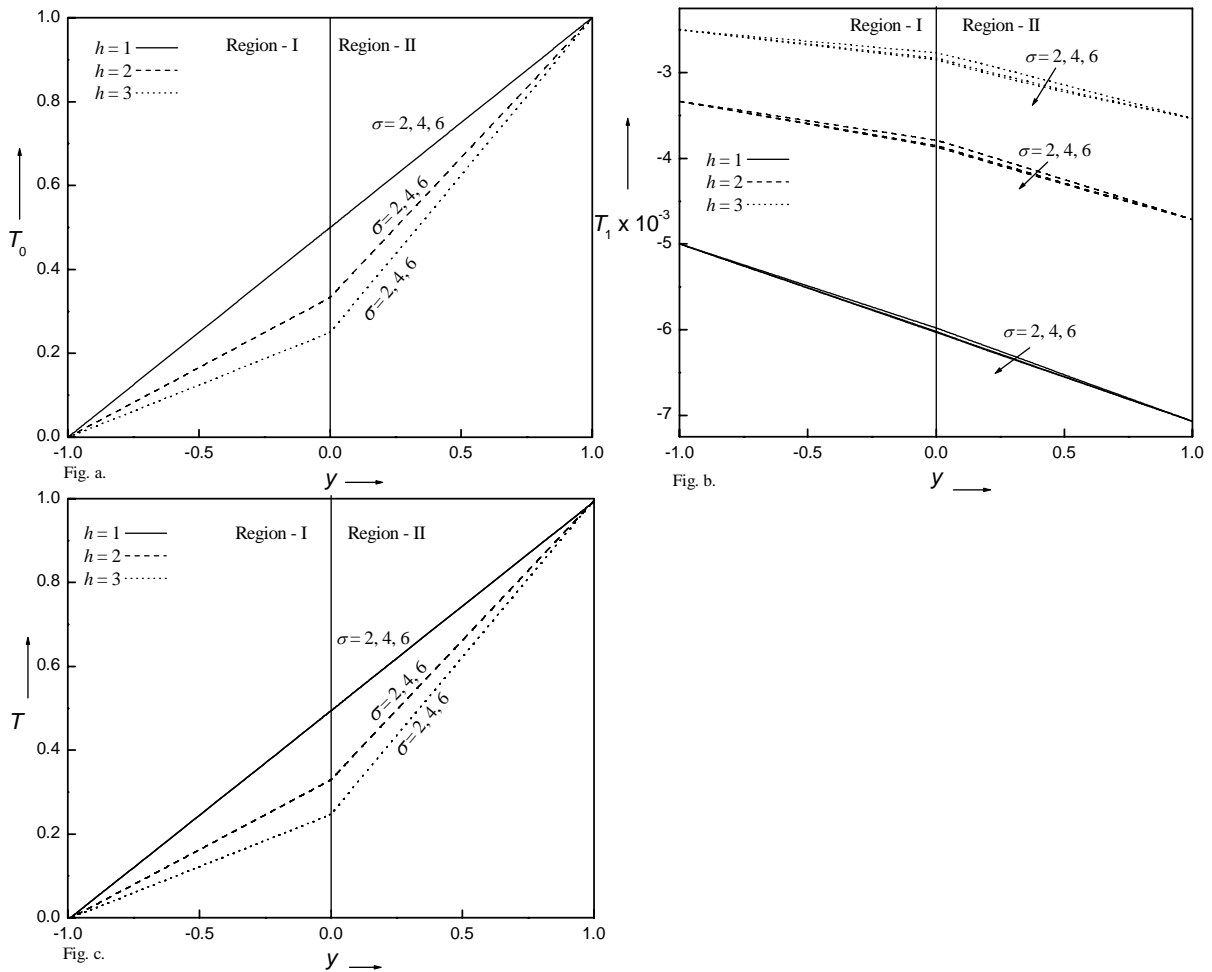 1.0
0.8
0.6
0.4
0.2
0.0
T0
h = 1
h = 2
h = 3
Region - I
Region - II
σ = 2, 4, 6
σ = 2, 4, 6
σ = 2, 4, 6
-1.0
-0.5
0.0
0.5
1.0
Fig. a.
y
-3
-4
-5
-6
-7
T1 x 10-3
Region - I
Region - II
h = 1
h = 2
h = 3
σ = 2, 4, 6
σ = 2, 4, 6
σ = 2, 4, 6
-1.0
-0.5
0.0
0.5
1.0
Fig. b.
y
1.0
0.8
0.6
0.4
0.2
0.0
T
h = 1
h = 2
h = 3
Region - I
Region - II
σ = 2, 4, 6
σ = 2, 4, 6
σ = 2, 4, 6
-1.0
-0.5
0.0
0.5
1.0
Fig. c.
y